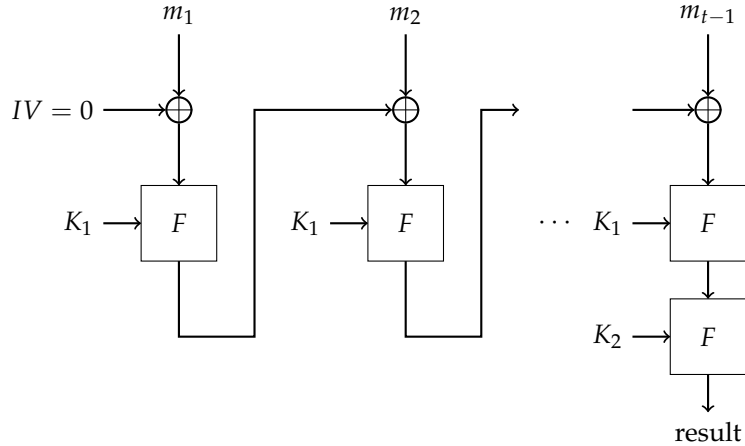 m₁ m₂ mₜ₋₁
IV = 0
K₁ F K₁ F ··· K₁ F
K₂ F
result